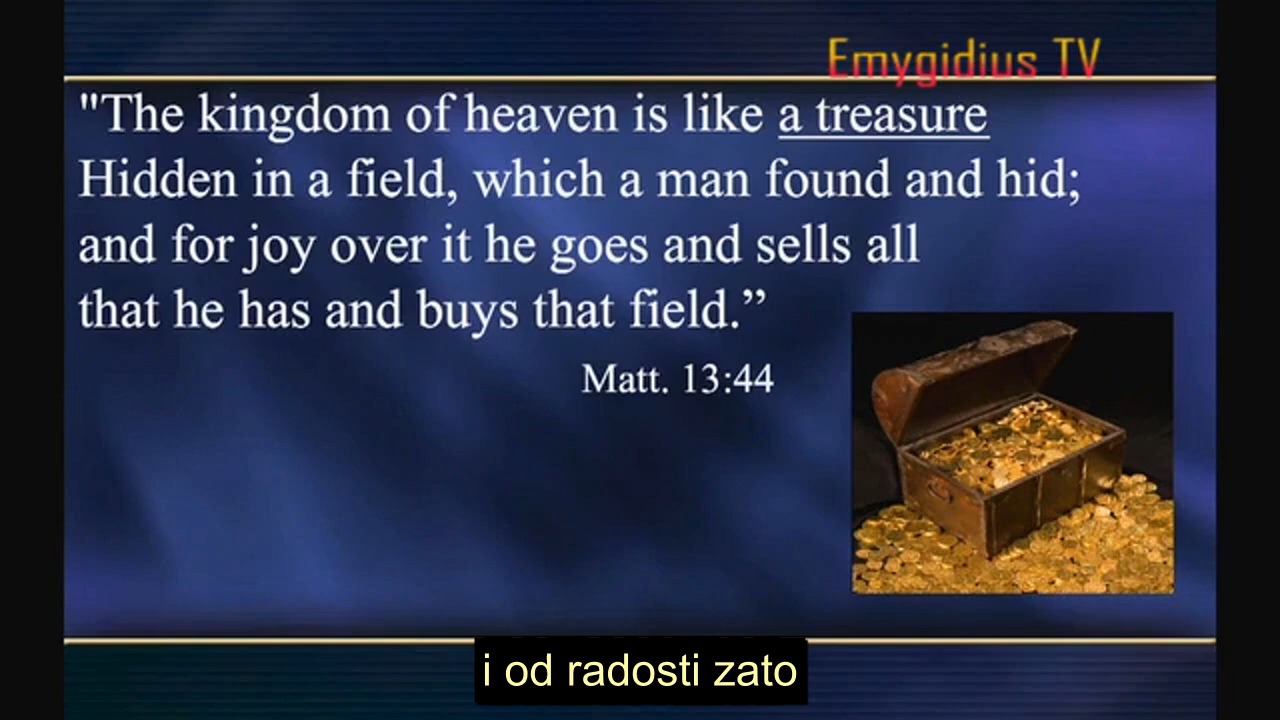 Emygidius TV
"The kingdom of heaven is like a treasure
Hidden in a field, which a man found and hid;
and for joy over it he goes and sells all
that he has and buys that field.”
Matt. 13:44
i od radosti zato